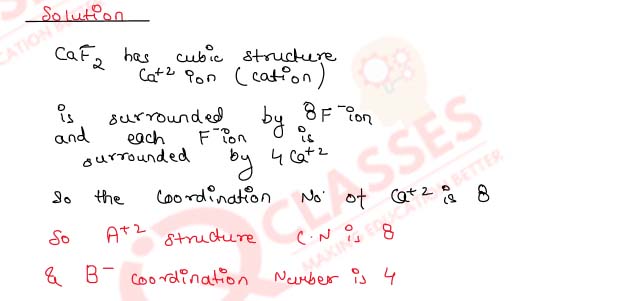 Solution
CaF2 has cubic structure
Ca+2 ion (cation)
is surrounded by 8F- ion
and each F- ion is
surrounded by 4 Ca+2
So the coordination No. of Ca+2 is 8
So A+2 structure C.N is 8
& B- coordination Number is 4
CLASSES
MAKING EDUCATION BETTER